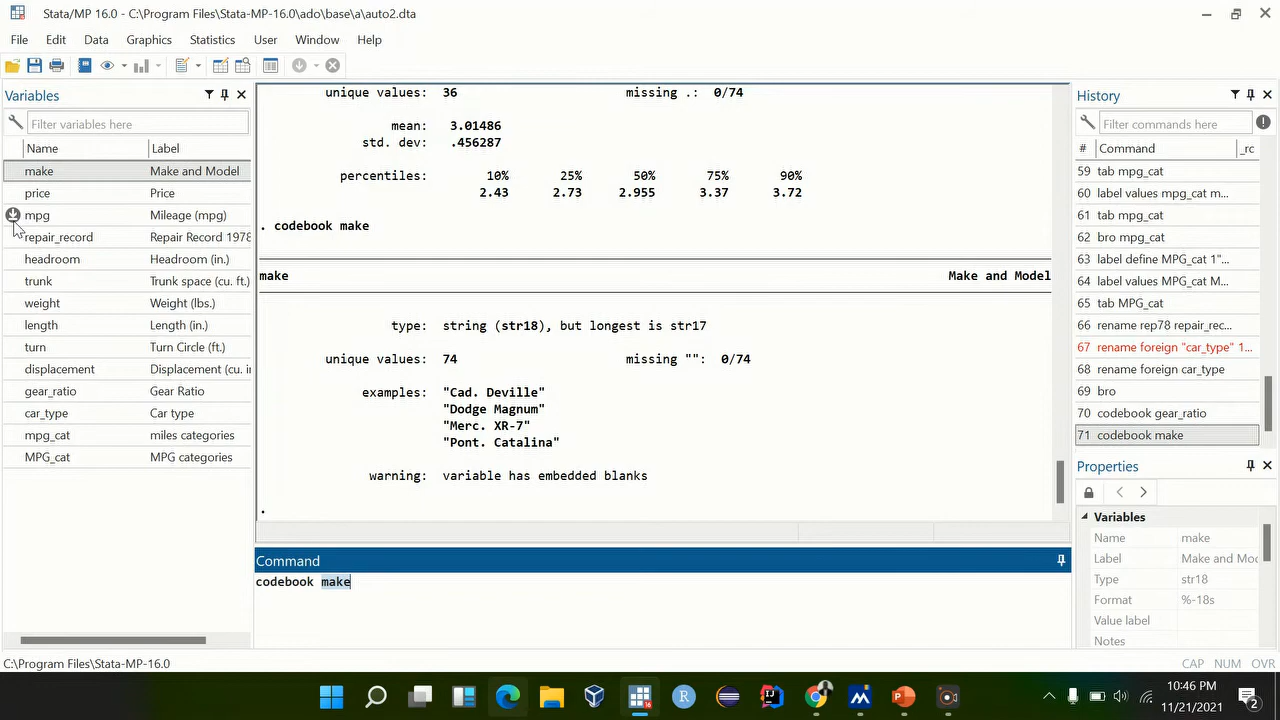 Stata/MP 16.0 - C:\Program Files\Stata-MP-16.0\ado\base\a\auto2.dta
File Edit Data Graphics Statistics User Window Help
Variables
Filter variables here
Name Label
make Make and Model
price Price
mpg Mileage (mpg)
repair_record Repair Record 1978
headroom Headroom (in.)
trunk Trunk space (cu. ft.)
weight Weight (lbs.)
length Length (in.)
turn Turn Circle (ft.)
displacement Displacement (cu. i
gear_ratio Gear Ratio
car_type Car type
mpg_cat miles categories
MPG_cat MPG categories
unique values: 36 missing .: 0/74
mean: 3.01486
std. dev: .456287
percentiles: 10% 25% 50% 75% 90%
2.43 2.73 2.955 3.37 3.72
. codebook make
make Make and Model
type: string (str18), but longest is str17
unique values: 74 missing "": 0/74
examples: "Cad. Deville"
"Dodge Magnum"
"Merc. XR-7"
"Pont. Catalina"
warning: variable has embedded blanks
.
Command
codebook make
History
Filter commands here
# Command _rc
59 tab mpg_cat
60 label values mpg_cat m...
61 tab mpg_cat
62 bro mpg_cat
63 label define MPG_cat 1"...
64 label values MPG_cat M...
65 tab MPG_cat
66 rename rep78 repair_rec...
67 rename foreign "car_type" 1...
68 rename foreign car_type
69 bro
70 codebook gear_ratio
71 codebook make
Properties
Variables
Name make
Label Make and Moc
Type str18
Format %-18s
Value label
Notes
C:\Program Files\Stata-MP-16.0
CAP NUM OVR
10:46 PM
11/21/2021